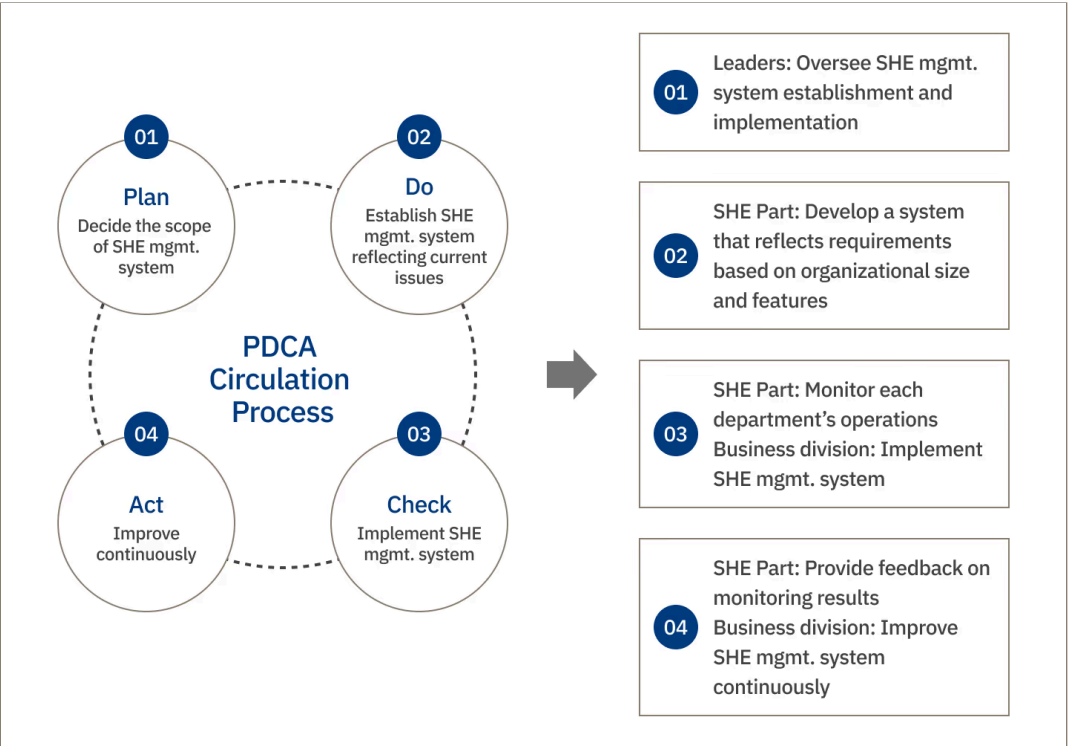 01
Plan
Decide the scope
of SHE mgmt.
system
02
Do
Establish SHE
mgmt. system
reflecting current
issues
PDCA
Circulation
Process
04
Act
Improve
continuously
03
Check
Implement SHE
mgmt. system
01
Leaders: Oversee SHE mgmt.
system establishment and
implementation
02
SHE Part: Develop a system
that reflects requirements
based on organizational size
and features
03
SHE Part: Monitor each
department’s operations
Business division: Implement
SHE mgmt. system
04
SHE Part: Provide feedback on
monitoring results
Business division: Improve
SHE mgmt. system
continuously